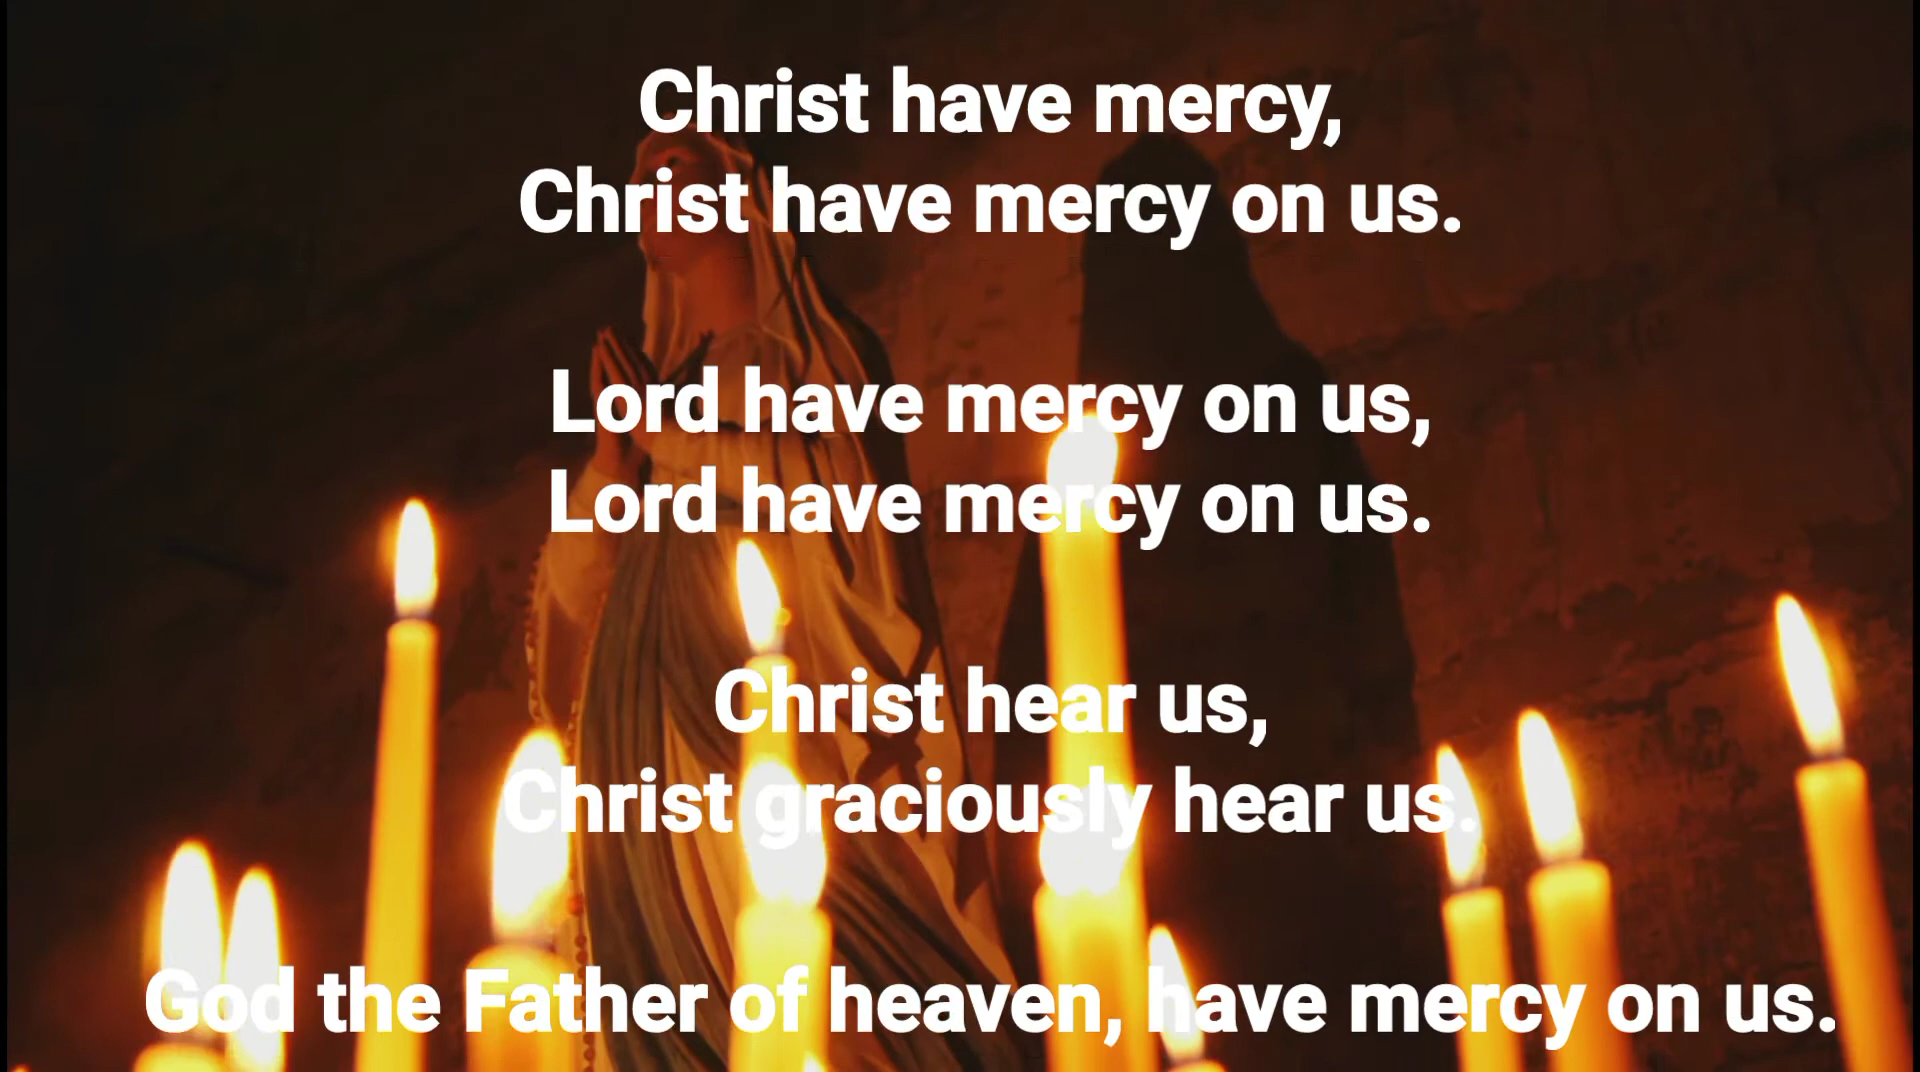 Christ have mercy,
Christ have mercy on us.
Lord have mercy on us,
Lord have mercy on us.
Christ hear us,
Christ graciously hear us.
God the Father of heaven, have mercy on us.